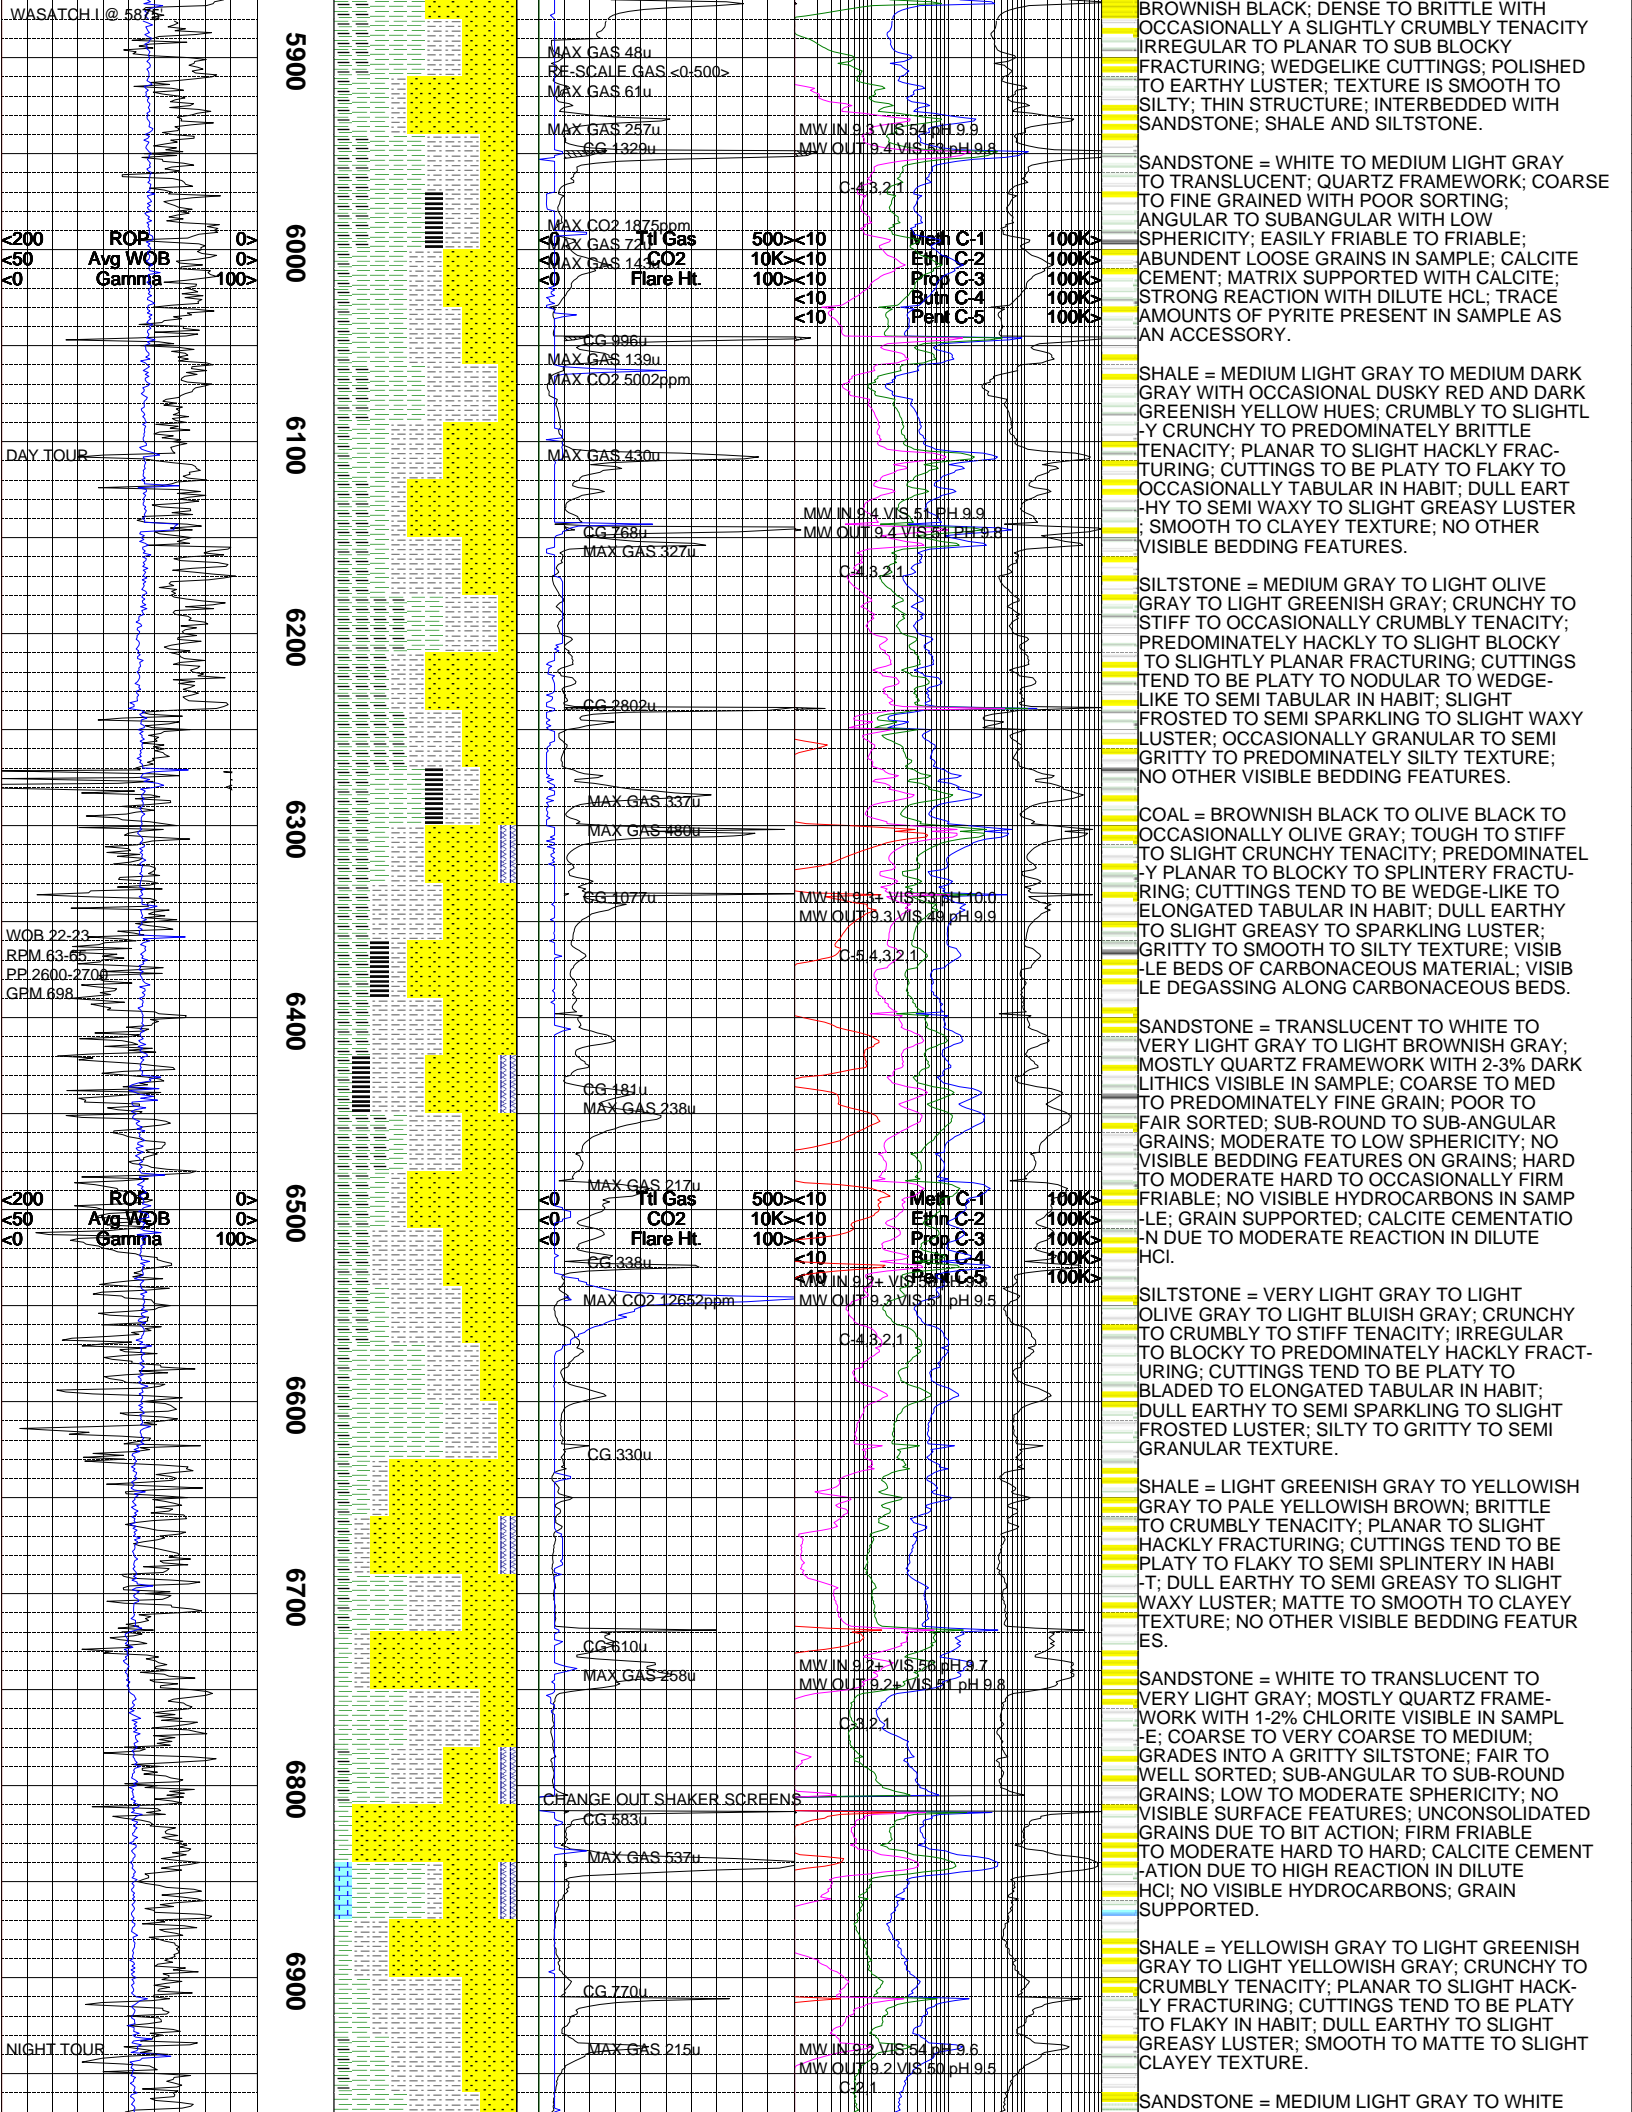 WASATCH I @ 5875'
DAY TOUR
WOB 22-23
RPM 63-65
PP 2600-2700
GPM 698
NIGHT TOUR
<200 ROP 0>
<50 Avg WOB 0>
<0 Gamma 100>
<200 ROP 0>
<50 Avg WOB 0>
<0 Gamma 100>
5900
6000
6100
6200
6300
6400
6500
6600
6700
6800
6900
MAX GAS 48u
RE-SCALE GAS <0-500>
MAX GAS 61u
MAX GAS 257u
CG 1329u
MAX CO2 1875ppm
MAX GAS 72u
<0 Ttl Gas 500>
<0 CO2 10K>
<0 Flare Ht. 100>
CG 996u
MAX GAS 139u
MAX CO2 5002ppm
MAX GAS 430u
CG 768u
MAX GAS 327u
CG 2802u
MAX GAS 337u
MAX GAS 480u
CG 1077u
CG 181u
MAX GAS 238u
MAX GAS 217u
<0 Ttl Gas 500>
<0 CO2 10K>
<0 Flare Ht. 100>
CG 338u
MAX CO2 12652ppm
CG 330u
CG 610u
MAX GAS 258u
CHANGE OUT SHAKER SCREENS
CG 583u
MAX GAS 537u
CG 770u
MAX GAS 215u
MW IN 9.3 VIS 54 pH 9.9
MW OUT 9.4 VIS 53 pH 9.8
C-4,3,2,1
<10 Meth C-1 100K>
<10 Ethn C-2 100K>
<10 Prop C-3 100K>
<10 Butn C-4 100K>
<10 Pent C-5 100K>
MW IN 9.4 VIS 51 PH 9.9
MW OUT 9.4 VIS 51 PH 9.8
C-4,3,2,1
MW IN 9.3+ VIS 53 pH 10.0
MW OUT 9.3 VIS 49 pH 9.9
C-5,4,3,2,1
<10 Meth C-1 100K>
<10 Ethn C-2 100K>
<10 Prop C-3 100K>
<10 Butn C-4 100K>
<10 Pent C-5 100K>
MW IN 9.2+ VIS
MW OUT 9.3 VIS 51 pH 9.5
C-4,3,2,1
MW IN 9.2+ VIS 56 pH 9.7
MW OUT 9.2+ VIS 51 pH 9.8
C-3,2,1
MW IN 9.2 VIS 54 pH 9.6
MW OUT 9.2 VIS 50 pH 9.5
C-2,1
BROWNISH BLACK; DENSE TO BRITTLE WITH
OCCASIONALLY A SLIGHTLY CRUMBLY TENACITY
IRREGULAR TO PLANAR TO SUB BLOCKY
FRACTURING; WEDGELIKE CUTTINGS; POLISHED
TO EARTHY LUSTER; TEXTURE IS SMOOTH TO
SILTY; THIN STRUCTURE; INTERBEDDED WITH
SANDSTONE; SHALE AND SILTSTONE.
SANDSTONE = WHITE TO MEDIUM LIGHT GRAY
TO TRANSLUCENT; QUARTZ FRAMEWORK; COARSE
TO FINE GRAINED WITH POOR SORTING;
ANGULAR TO SUBANGULAR WITH LOW
SPHERICITY; EASILY FRIABLE TO FRIABLE;
ABUNDENT LOOSE GRAINS IN SAMPLE; CALCITE
CEMENT; MATRIX SUPPORTED WITH CALCITE;
STRONG REACTION WITH DILUTE HCL; TRACE
AMOUNTS OF PYRITE PRESENT IN SAMPLE AS
AN ACCESSORY.
SHALE = MEDIUM LIGHT GRAY TO MEDIUM DARK
GRAY WITH OCCASIONAL DUSKY RED AND DARK
GREENISH YELLOW HUES; CRUMBLY TO SLIGHTL
-Y CRUNCHY TO PREDOMINATELY BRITTLE
TENACITY; PLANAR TO SLIGHT HACKLY FRAC-
TURING; CUTTINGS TO BE PLATY TO FLAKY TO
OCCASIONALLY TABULAR IN HABIT; DULL EART
-HY TO SEMI WAXY TO SLIGHT GREASY LUSTER
; SMOOTH TO CLAYEY TEXTURE; NO OTHER
VISIBLE BEDDING FEATURES.
SILTSTONE = MEDIUM GRAY TO LIGHT OLIVE
GRAY TO LIGHT GREENISH GRAY; CRUNCHY TO
STIFF TO OCCASIONALLY CRUMBLY TENACITY;
PREDOMINATELY HACKLY TO SLIGHT BLOCKY
TO SLIGHTLY PLANAR FRACTURING; CUTTINGS
TEND TO BE PLATY TO NODULAR TO WEDGE-
LIKE TO SEMI TABULAR IN HABIT; SLIGHT
FROSTED TO SEMI SPARKLING TO SLIGHT WAXY
LUSTER; OCCASIONALLY GRANULAR TO SEMI
GRITTY TO PREDOMINATELY SILTY TEXTURE;
NO OTHER VISIBLE BEDDING FEATURES.
COAL = BROWNISH BLACK TO OLIVE BLACK TO
OCCASIONALLY OLIVE GRAY; TOUGH TO STIFF
TO SLIGHT CRUNCHY TENACITY; PREDOMINATEL
-Y PLANAR TO BLOCKY TO SPLINTERY FRACTU-
RING; CUTTINGS TEND TO BE WEDGE-LIKE TO
ELONGATED TABULAR IN HABIT; DULL EARTHY
TO SLIGHT GREASY TO SPARKLING LUSTER;
GRITTY TO SMOOTH TO SILTY TEXTURE; VISIB
-LE BEDS OF CARBONACEOUS MATERIAL; VISIB
LE DEGASSING ALONG CARBONACEOUS BEDS.
SANDSTONE = TRANSLUCENT TO WHITE TO
VERY LIGHT GRAY TO LIGHT BROWNISH GRAY;
MOSTLY QUARTZ FRAMEWORK WITH 2-3% DARK
LITHICS VISIBLE IN SAMPLE; COARSE TO MED
TO PREDOMINATELY FINE GRAIN; POOR TO
FAIR SORTED; SUB-ROUND TO SUB-ANGULAR
GRAINS; MODERATE TO LOW SPHERICITY; NO
VISIBLE BEDDING FEATURES ON GRAINS; HARD
TO MODERATE HARD TO OCCASIONALLY FIRM
FRIABLE; NO VISIBLE HYDROCARBONS IN SAMP
-LE; GRAIN SUPPORTED; CALCITE CEMENTATIO
-N DUE TO MODERATE REACTION IN DILUTE
HCl.
SILTSTONE = VERY LIGHT GRAY TO LIGHT
OLIVE GRAY TO LIGHT BLUISH GRAY; CRUNCHY
TO CRUMBLY TO STIFF TENACITY; IRREGULAR
TO BLOCKY TO PREDOMINATELY HACKLY FRACT-
URING; CUTTINGS TEND TO BE PLATY TO
BLADED TO ELONGATED TABULAR IN HABIT;
DULL EARTHY TO SEMI SPARKLING TO SLIGHT
FROSTED LUSTER; SILTY TO GRITTY TO SEMI
GRANULAR TEXTURE.
SHALE = LIGHT GREENISH GRAY TO YELLOWISH
GRAY TO PALE YELLOWISH BROWN; BRITTLE
TO CRUMBLY TENACITY; PLANAR TO SLIGHT
HACKLY FRACTURING; CUTTINGS TEND TO BE
PLATY TO FLAKY TO SEMI SPLINTERY IN HABI
-T; DULL EARTHY TO SEMI GREASY TO SLIGHT
WAXY LUSTER; MATTE TO SMOOTH TO CLAYEY
TEXTURE; NO OTHER VISIBLE BEDDING FEATUR
ES.
SANDSTONE = WHITE TO TRANSLUCENT TO
VERY LIGHT GRAY; MOSTLY QUARTZ FRAME-
WORK WITH 1-2% CHLORITE VISIBLE IN SAMPL
-E; COARSE TO VERY COARSE TO MEDIUM;
GRADES INTO A GRITTY SILTSTONE; FAIR TO
WELL SORTED; SUB-ANGULAR TO SUB-ROUND
GRAINS; LOW TO MODERATE SPHERICITY; NO
VISIBLE SURFACE FEATURES; UNCONSOLIDATED
GRAINS DUE TO BIT ACTION; FIRM FRIABLE
TO MODERATE HARD TO HARD; CALCITE CEMENT
-ATION DUE TO HIGH REACTION IN DILUTE
HCl; NO VISIBLE HYDROCARBONS; GRAIN
SUPPORTED.
SHALE = YELLOWISH GRAY TO LIGHT GREENISH
GRAY TO LIGHT YELLOWISH GRAY; CRUNCHY TO
CRUMBLY TENACITY; PLANAR TO SLIGHT HACK-
LY FRACTURING; CUTTINGS TEND TO BE PLATY
TO FLAKY IN HABIT; DULL EARTHY TO SLIGHT
GREASY LUSTER; SMOOTH TO MATTE TO SLIGHT
CLAYEY TEXTURE.
SANDSTONE = MEDIUM LIGHT GRAY TO WHITE